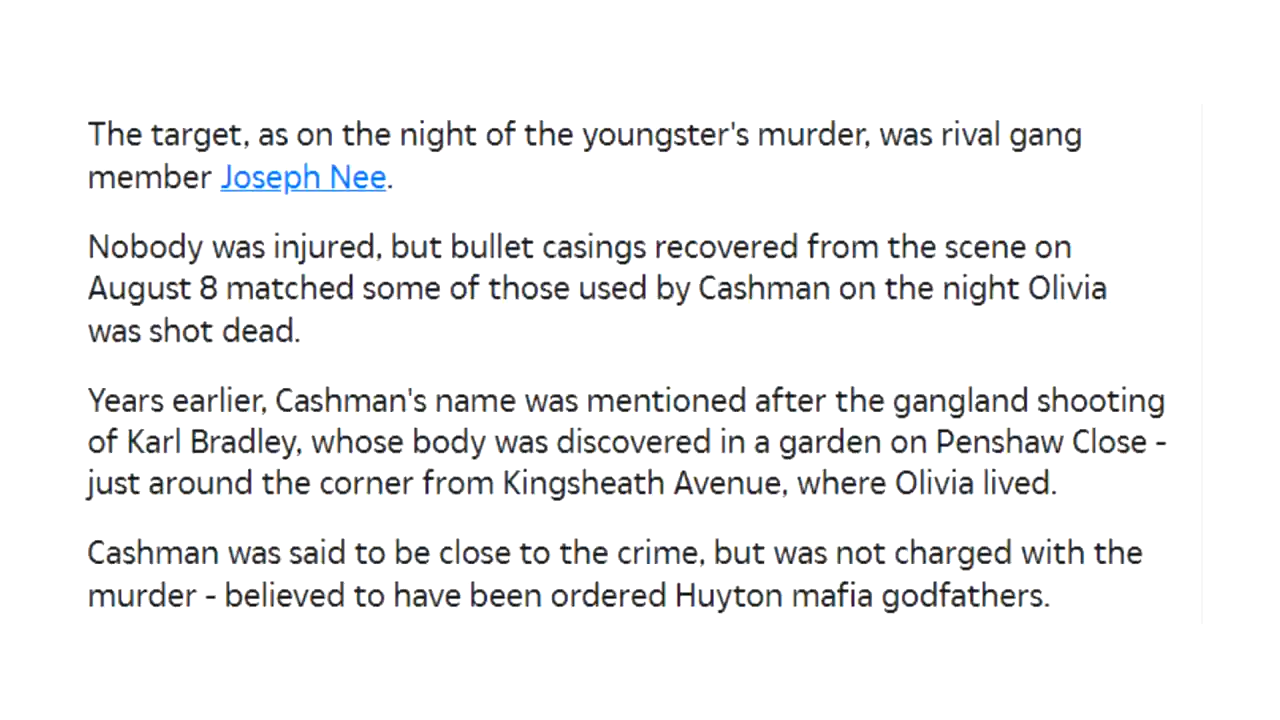 The target, as on the night of the youngster's murder, was rival gang
member Joseph Nee.
Nobody was injured, but bullet casings recovered from the scene on
August 8 matched some of those used by Cashman on the night Olivia
was shot dead.
Years earlier, Cashman's name was mentioned after the gangland shooting
of Karl Bradley, whose body was discovered in a garden on Penshaw Close -
just around the corner from Kingsheath Avenue, where Olivia lived.
Cashman was said to be close to the crime, but was not charged with the
murder - believed to have been ordered Huyton mafia godfathers.